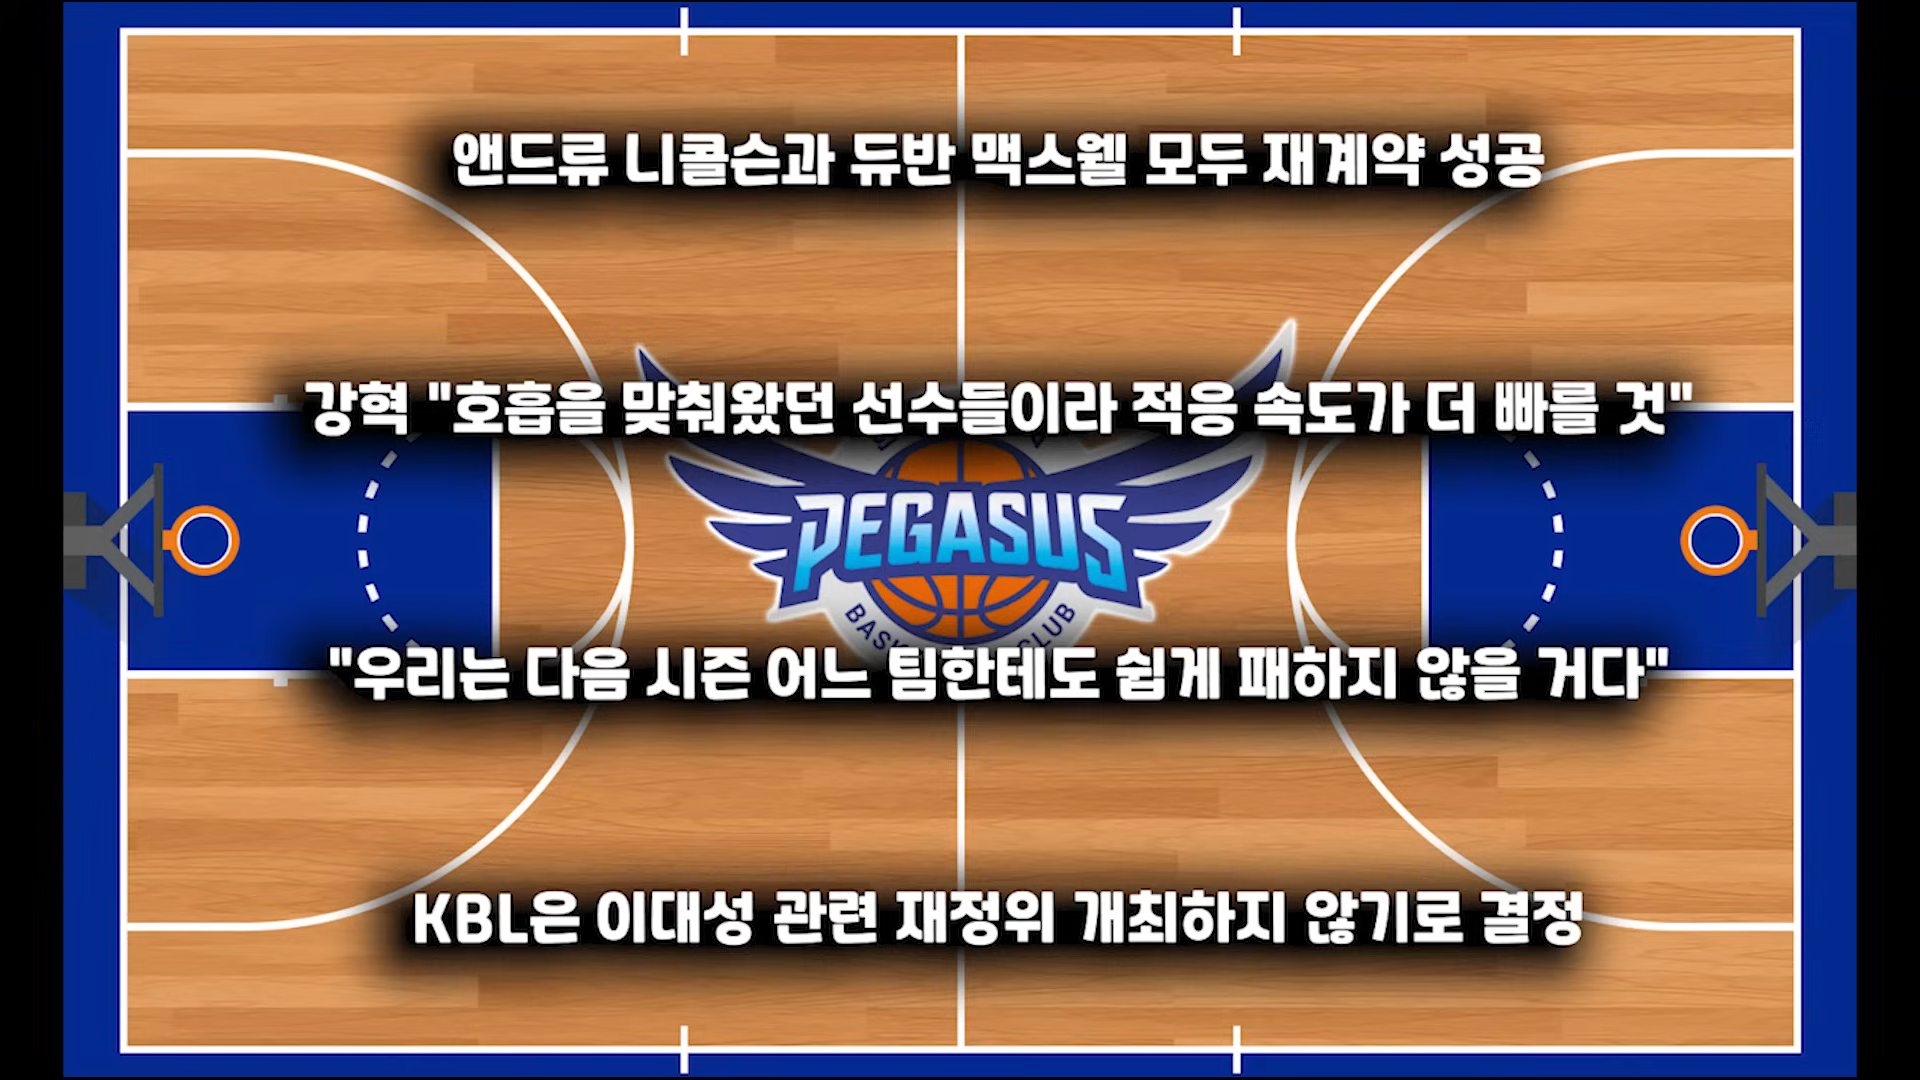 앤드류 니콜슨과 듀반 맥스웰 모두 재계약 성공
강혁 "호흡을 맞춰왔던 선수들이라 적응 속도가 더 빠를 것"
PEGASUS
"우리는 다음 시즌 어느 팀한테도 쉽게 패하지 않을 거다"
KBL은 이대성 관련 재정위 개최하지 않기로 결정